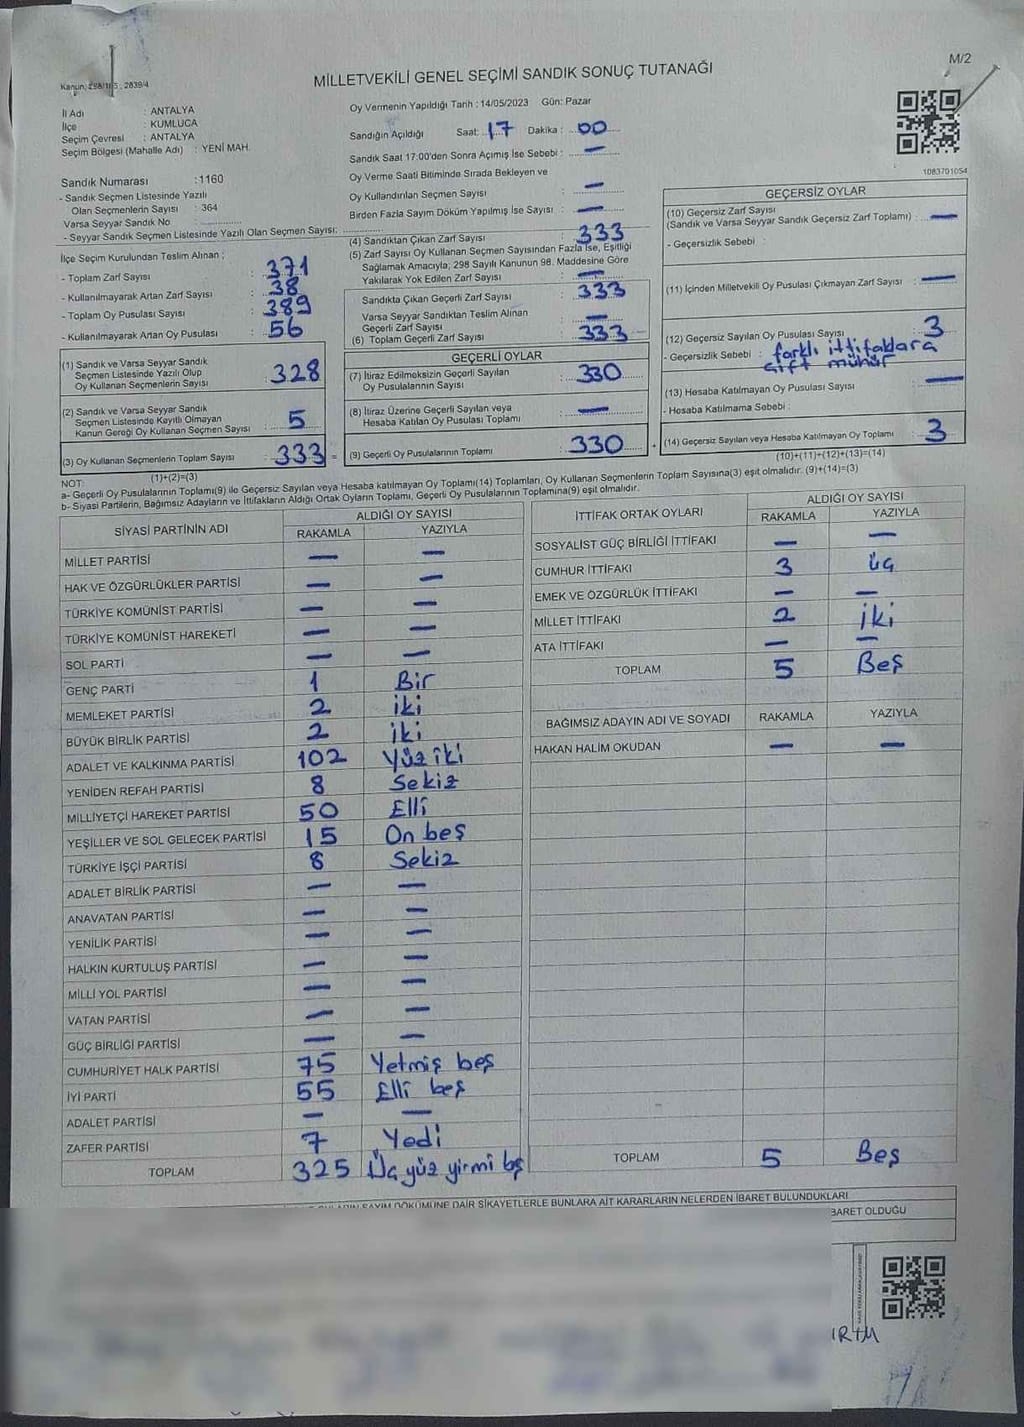 M/2
Kanun; 298/105, 2839/4
MİLLETVEKİLİ GENEL SEÇİMİ SANDIK SONUÇ TUTANAĞI
İl Adı : ANTALYA
İlçe : KUMLUCA
Seçim Çevresi : ANTALYA
Seçim Bölgesi (Mahalle Adı) : YENİ MAH.
Oy Vermenin Yapıldığı Tarih : 14/05/2023 Gün: Pazar
Sandığın Açıldığı Saat: 17 Dakika : 00
Sandık Saat 17:00'den Sonra Açımış İse Sebebi : —
Oy Verme Saati Bitiminde Sırada Bekleyen ve
Oy Kullandırılan Seçmen Sayısı : —
Birden Fazla Sayım Döküm Yapılmış İse Sayısı : —
1083701054
Sandık Numarası :1160
- Sandık Seçmen Listesinde Yazılı
Olan Seçmenlerin Sayısı : 364
Varsa Seyyar Sandık No :
- Seyyar Sandık Seçmen Listesinde Yazılı Olan Seçmen Sayısı:
İlçe Seçim Kurulundan Teslim Alınan ;
- Toplam Zarf Sayısı : 371
- Kullanılmayarak Artan Zarf Sayısı : 38
- Toplam Oy Pusulası Sayısı : 389
- Kullanılmayarak Artan Oy Pusulası : 56
(1) Sandık ve Varsa Seyyar Sandık
Seçmen Listesinde Yazılı Olup
Oy Kullanan Seçmenlerin Sayısı : 328
(2) Sandık ve Varsa Seyyar Sandık
Seçmen Listesinde Kayıtlı Olmayan
Kanun Gereği Oy Kullanan Seçmen Sayısı : 5
(3) Oy Kullanan Seçmenlerin Toplam Sayısı : 333 =
(1)+(2)=(3)
(4) Sandıktan Çıkan Zarf Sayısı : 333
(5) Zarf Sayısı Oy Kullanan Seçmen Sayısından Fazla İse, Eşitliği
Sağlamak Amacıyla; 298 Sayılı Kanunun 98. Maddesine Göre
Yakılarak Yok Edilen Zarf Sayısı : —
Sandıkta Çıkan Geçerli Zarf Sayısı : 333
Varsa Seyyar Sandıktan Teslim Alınan
Geçerli Zarf Sayısı : —
(6) Toplam Geçerli Zarf Sayısı : 333
GEÇERLİ OYLAR
(7) İtiraz Edilmeksizin Geçerli Sayılan
Oy Pusulalarının Sayısı : 330
(8) İtiraz Üzerine Geçerli Sayılan veya
Hesaba Katılan Oy Pusulası Toplamı : —
(9) Geçerli Oy Pusulalarının Toplamı : 330 +
GEÇERSİZ OYLAR
(10) Geçersiz Zarf Sayısı
(Sandık ve Varsa Seyyar Sandık Geçersiz Zarf Toplamı) : —
- Geçersizlik Sebebi :
(11) İçinden Milletvekili Oy Pusulası Çıkmayan Zarf Sayısı : —
(12) Geçersiz Sayılan Oy Pusulası Sayısı : 3
- Geçersizlik Sebebi : farklı ittifaklara
Çift mühür
(13) Hesaba Katılmayan Oy Pusulası Sayısı : —
- Hesaba Katılmama Sebebi :
(14) Geçersiz Sayılan veya Hesaba Katılmayan Oy Toplamı : 3
(10)+(11)+(12)+(13)=(14)
NOT:
a- Geçerli Oy Pusulalarının Toplamı(9) ile Geçersiz Sayılan veya Hesaba katılmayan Oy Toplamı(14) Toplamları, Oy Kullanan Seçmenlerin Toplam Sayısına(3) eşit olmalıdır. (9)+(14)=(3)
b- Siyasi Partilerin, Bağımsız Adayların ve İttifakların Aldığı Ortak Oyların Toplamı, Geçerli Oy Pusulalarının Toplamına(9) eşit olmalıdır.
SİYASİ PARTİNİN ADI ALDIĞI OY SAYISI
RAKAMLA YAZIYLA
MİLLET PARTİSİ — —
HAK VE ÖZGÜRLÜKLER PARTİSİ — —
TÜRKİYE KOMÜNİST PARTİSİ — —
TÜRKİYE KOMÜNİST HAREKETİ — —
SOL PARTİ — —
GENÇ PARTİ 1 Bir
MEMLEKET PARTİSİ 2 iki
BÜYÜK BİRLİK PARTİSİ 2 iki
ADALET VE KALKINMA PARTİSİ 102 Yüz iki
YENİDEN REFAH PARTİSİ 8 Sekiz
MİLLİYETÇİ HAREKET PARTİSİ 50 Elli
YEŞİLLER VE SOL GELECEK PARTİSİ 15 On beş
TÜRKİYE İŞÇİ PARTİSİ 8 Sekiz
ADALET BİRLİK PARTİSİ — —
ANAVATAN PARTİSİ — —
YENİLİK PARTİSİ — —
HALKIN KURTULUŞ PARTİSİ — —
MİLLİ YOL PARTİSİ — —
VATAN PARTİSİ — —
GÜÇ BİRLİĞİ PARTİSİ — —
CUMHURİYET HALK PARTİSİ 75 Yetmiş beş
İYİ PARTİ 55 Elli beş
ADALET PARTİSİ — —
ZAFER PARTİSİ 7 Yedi
TOPLAM 325 Üç yüz yirmi bş
İTTİFAK ORTAK OYLARI ALDIĞI OY SAYISI
RAKAMLA YAZIYLA
SOSYALİST GÜÇ BİRLİĞİ İTTİFAKI — —
CUMHUR İTTİFAKI 3 üç
EMEK VE ÖZGÜRLÜK İTTİFAKI — —
MİLLET İTTİFAKI 2 İki
ATA İTTİFAKI — —
TOPLAM 5 Beş
BAĞIMSIZ ADAYIN ADI VE SOYADI RAKAMLA YAZIYLA
HAKAN HALİM OKUDAN — —
TOPLAM 5 Beş
SAYIM DÖKÜMÜNE DAİR ŞİKAYETLERLE BUNLARA AİT KARARLARIN NELERDEN İBARET BULUNDUKLARI
BARET OLDUĞU